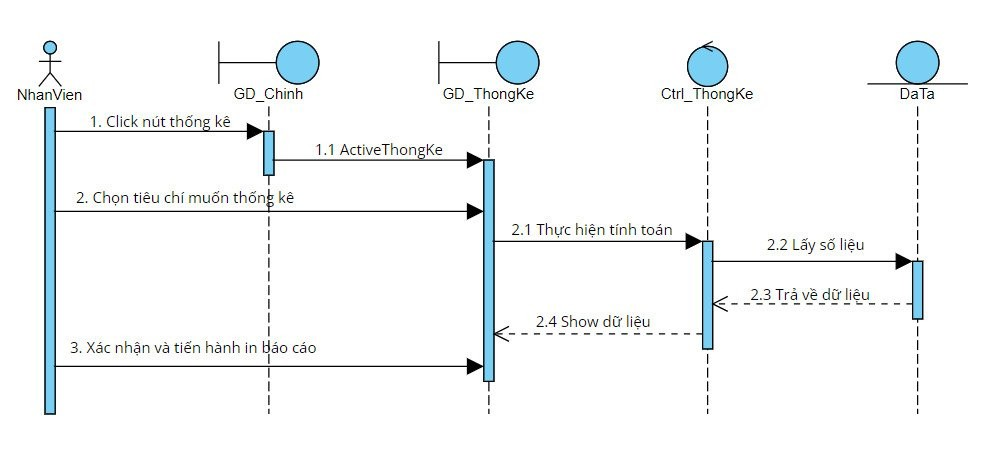 NhanVien
GD_Chinh
GD_ThongKe
Ctrl_ThongKe
DaTa
1. Click nút thống kê
1.1 ActiveThongKe
2. Chọn tiêu chí muốn thống kê
2.1 Thực hiện tính toán
2.2 Lấy số liệu
2.3 Trả về dữ liệu
2.4 Show dữ liệu
3. Xác nhận và tiến hành in báo cáo